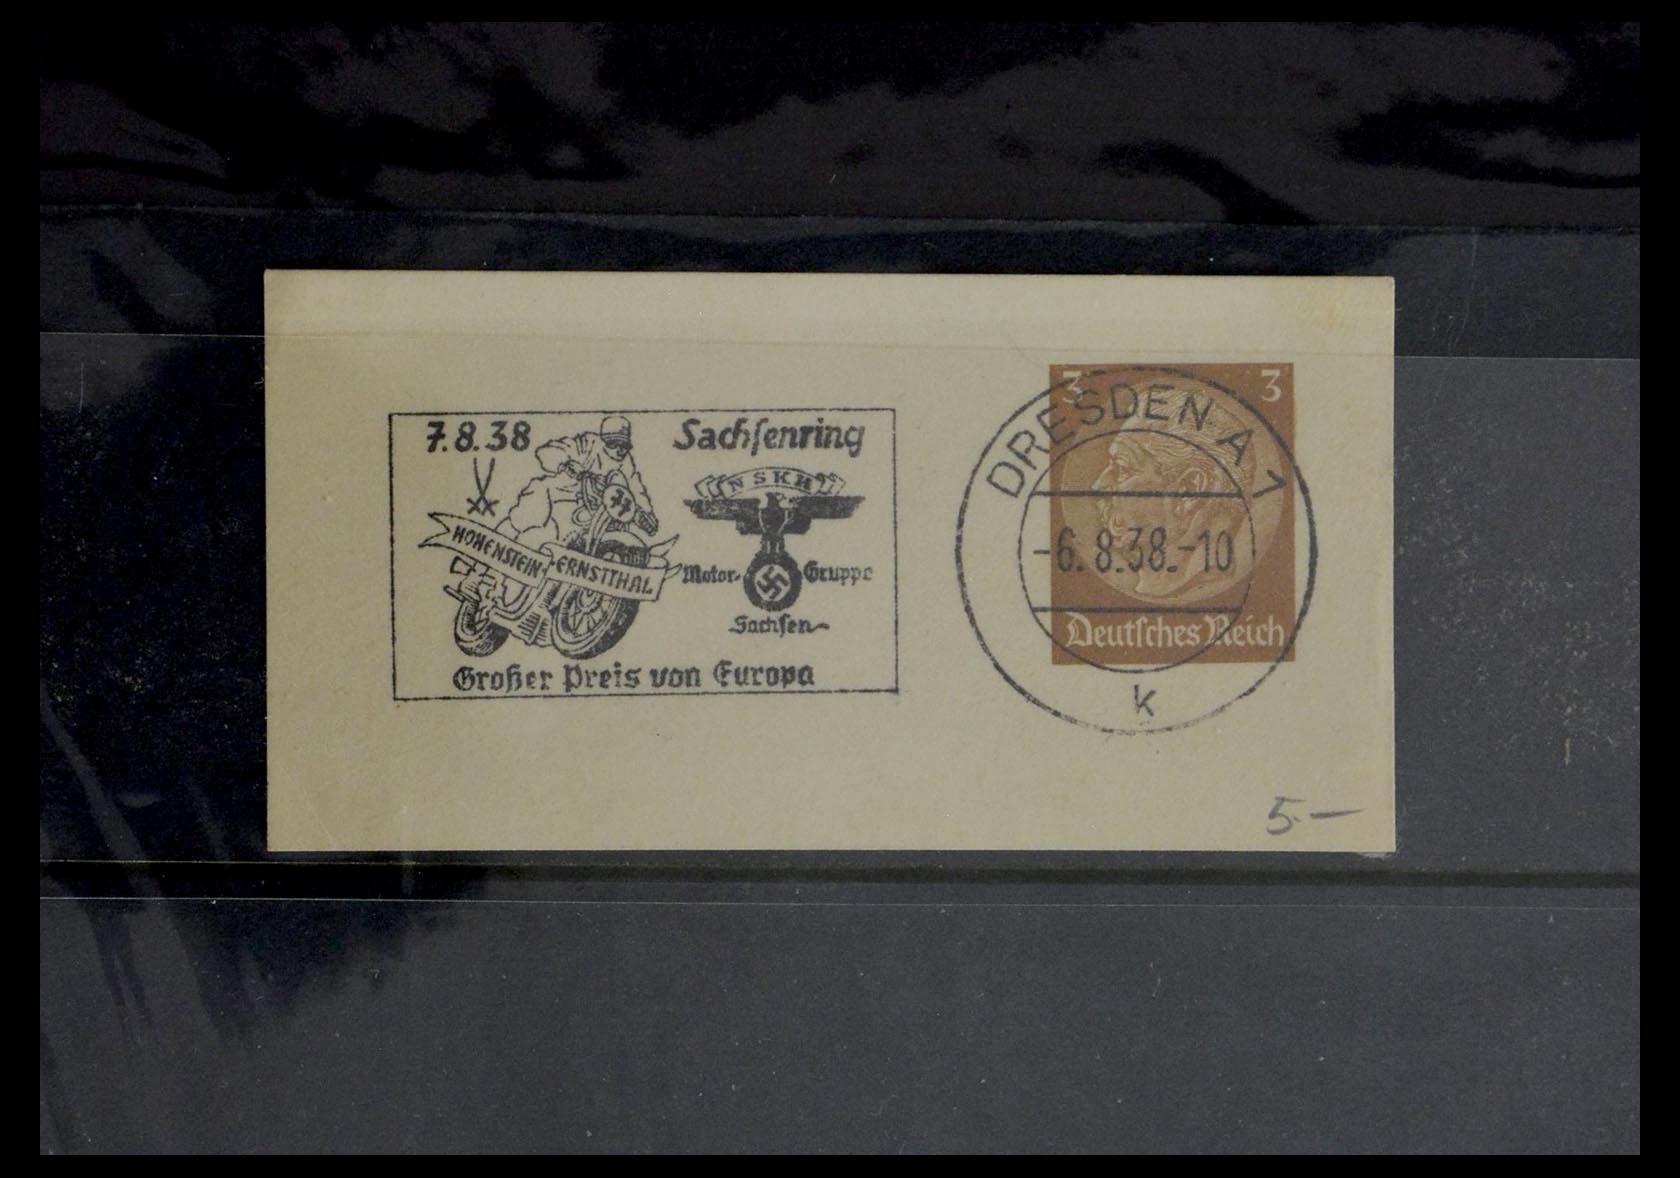 7.8.38
Sachsenring
NSKK
77
HOHENSTEIN-ERNSTTHAL
Motor- Gruppe
Sachsen
Großer Preis von Europa
3 3
DRESDEN A 1
-6.8.38.-10
Deutsches Reich
k
5.-